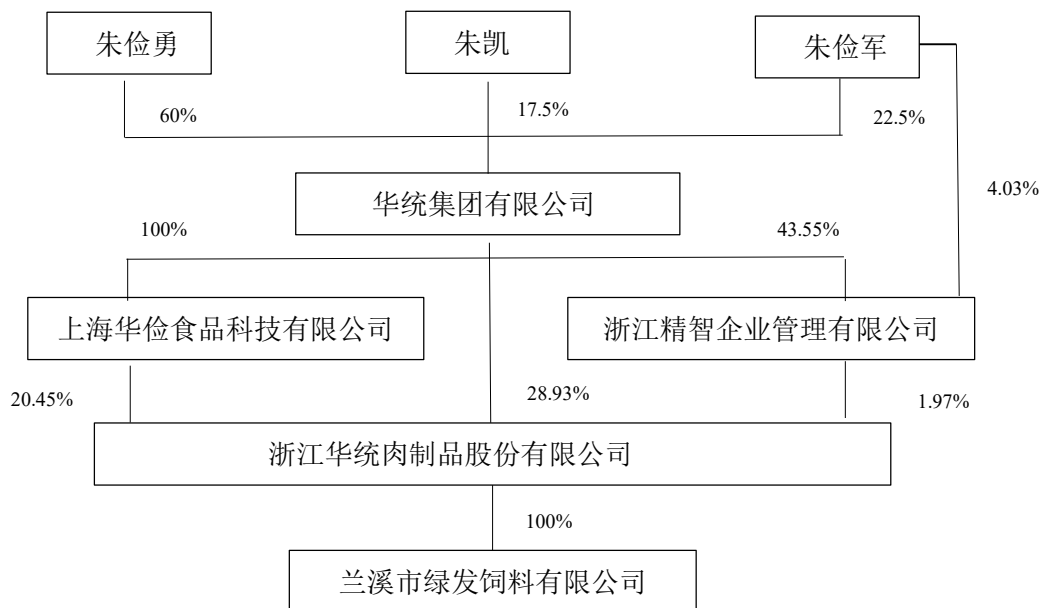 朱俭勇
朱凯
朱俭军
60%
17.5%
22.5%
4.03%
华统集团有限公司
100%
43.55%
上海华俭食品科技有限公司
浙江精智企业管理有限公司
20.45%
28.93%
1.97%
浙江华统肉制品股份有限公司
100%
兰溪市绿发饲料有限公司